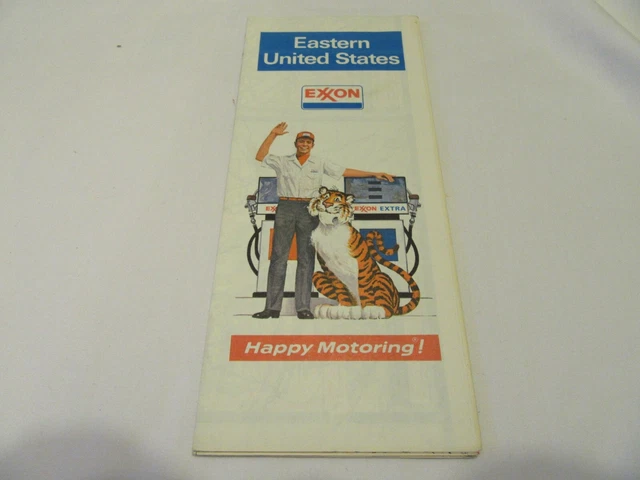 Eastern
United States
EXXON
EXXON EXTRA
Happy Motoring!